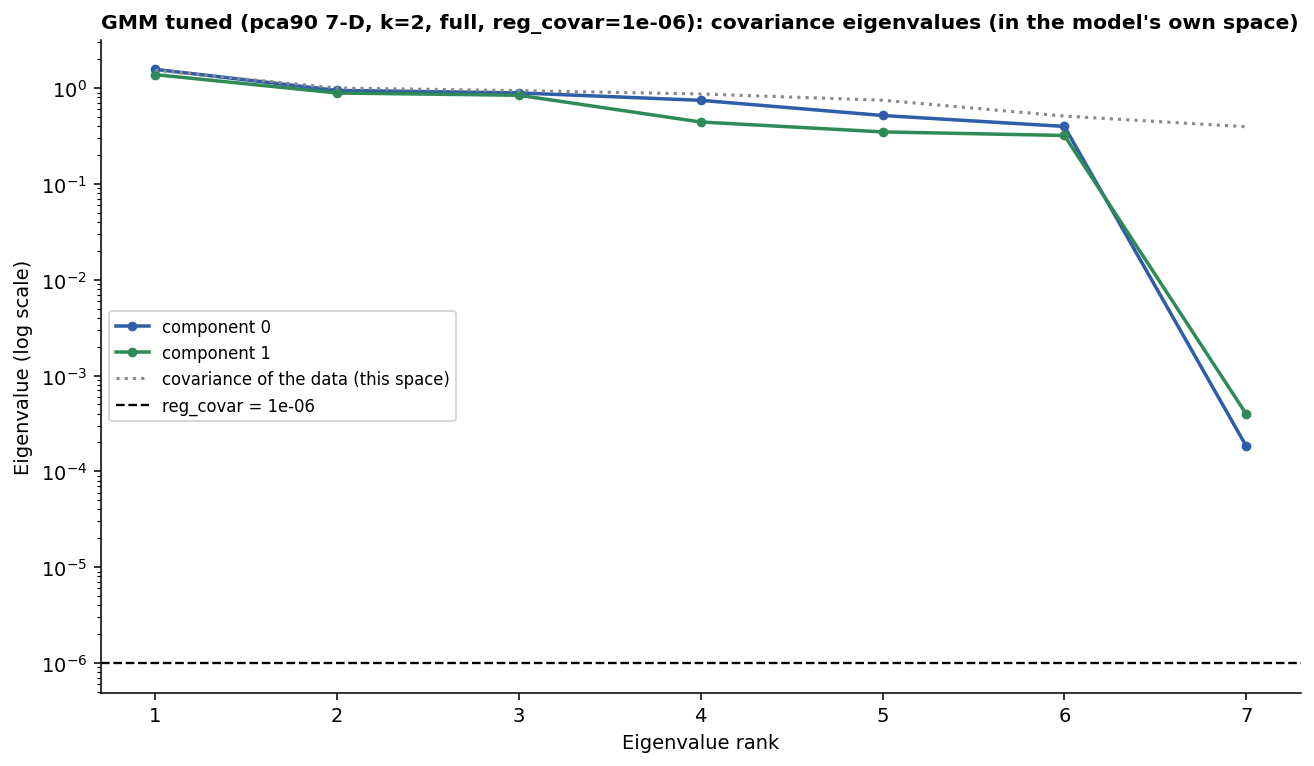 GMM tuned (pca90 7-D, k=2, full, reg_covar=1e-06): covariance eigenvalues (in the model's own space)
Eigenvalue (log scale)
10⁰
10⁻¹
10⁻²
10⁻³
10⁻⁴
10⁻⁵
10⁻⁶
component 0
component 1
covariance of the data (this space)
reg_covar = 1e-06
1 2 3 4 5 6 7
Eigenvalue rank